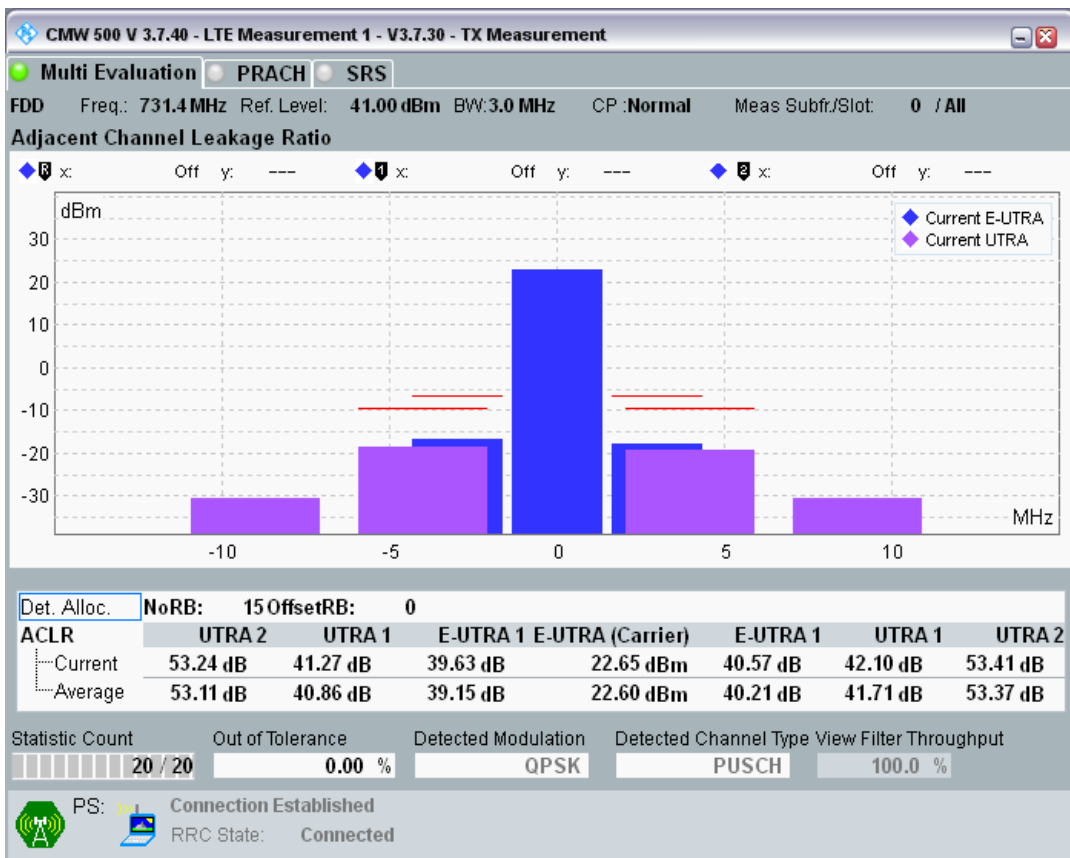 CMW 500 V 3.7.40 - LTE Measurement 1 - V3.7.30 - TX Measurement
Multi Evaluation PRACH SRS
FDD Freq.: 731.4 MHz Ref. Level: 41.00 dBm BW: 3.0 MHz CP :Normal Meas Subfr./Slot: 0 / All
Adjacent Channel Leakage Ratio
R x: Off y: --- 1 x: Off y: --- 2 x: Off y: ---
dBm
Current E-UTRA
Current UTRA
30
20
10
0
-10
-20
-30
MHz
-10 -5 0 5 10
Det. Alloc. NoRB: 15 OffsetRB: 0
ACLR UTRA 2 UTRA 1 E-UTRA 1 E-UTRA (Carrier) E-UTRA 1 UTRA 1 UTRA 2
Current 53.24 dB 41.27 dB 39.63 dB 22.65 dBm 40.57 dB 42.10 dB 53.41 dB
Average 53.11 dB 40.86 dB 39.15 dB 22.60 dBm 40.21 dB 41.71 dB 53.37 dB
Statistic Count Out of Tolerance Detected Modulation Detected Channel Type View Filter Throughput
20 / 20 0.00 % QPSK PUSCH 100.0 %
PS: Connection Established
RRC State: Connected